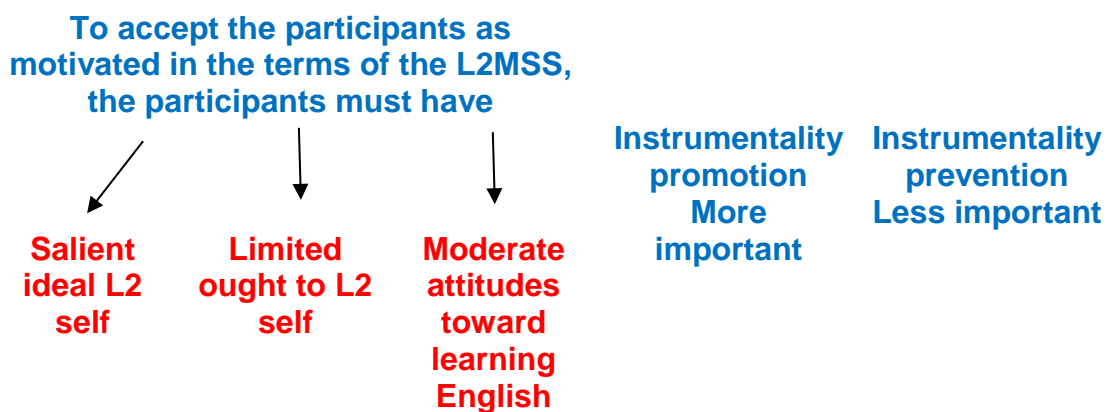 To accept the participants as
motivated in the terms of the L2MSS,
the participants must have
Instrumentality
promotion
More
important
Instrumentality
prevention
Less important
Salient
ideal L2
self
Limited
ought to L2
self
Moderate
attitudes
toward
learning
English